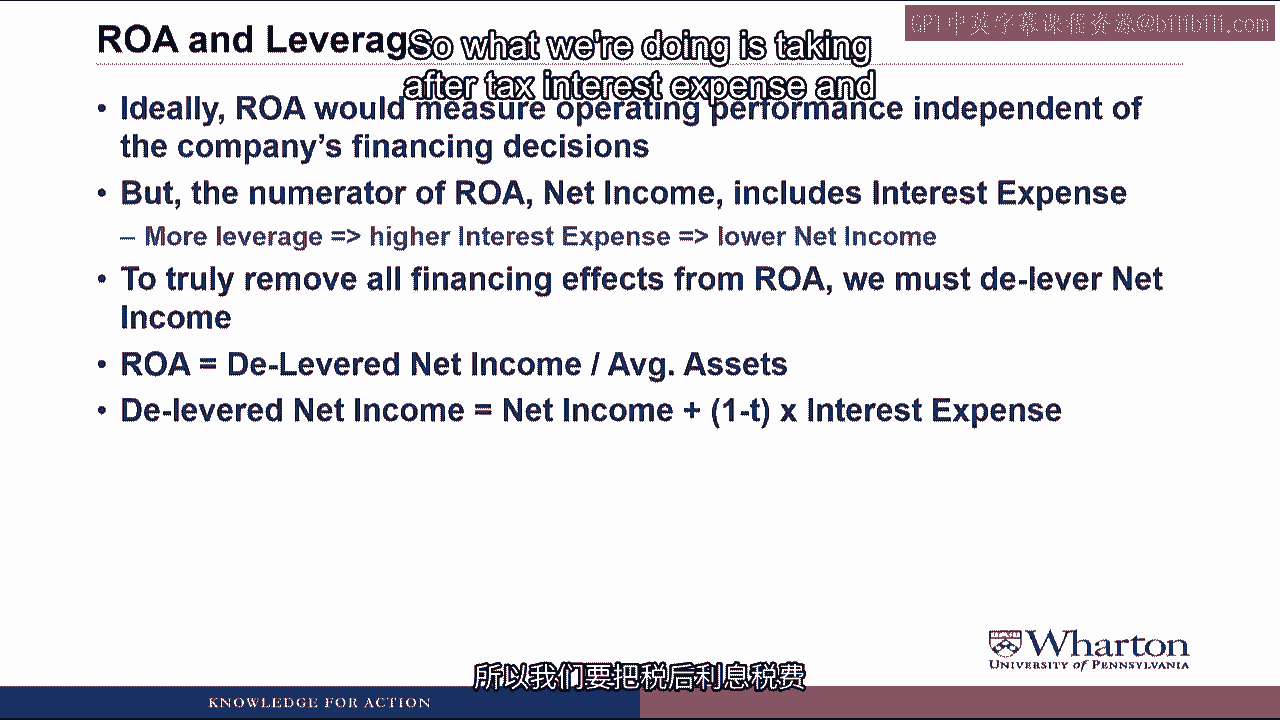 GPT中英字幕课程资源@bilibili.com
ROA and Leverage
So what we're doing is taking
after tax interest expense and
• Ideally, ROA would measure operating performance independent of
the company's financing decisions
• But, the numerator of ROA, Net Income, includes Interest Expense
– More leverage => higher Interest Expense => lower Net Income
• To truly remove all financing effects from ROA, we must de-lever Net
Income
• ROA = De-Levered Net Income / Avg. Assets
• De-levered Net Income = Net Income + (1-t) x Interest Expense
Wharton
UNIVERSITY of PENNSYLVANIA
所以我们要把税后利息税费
KNOWLEDGE FOR ACTION